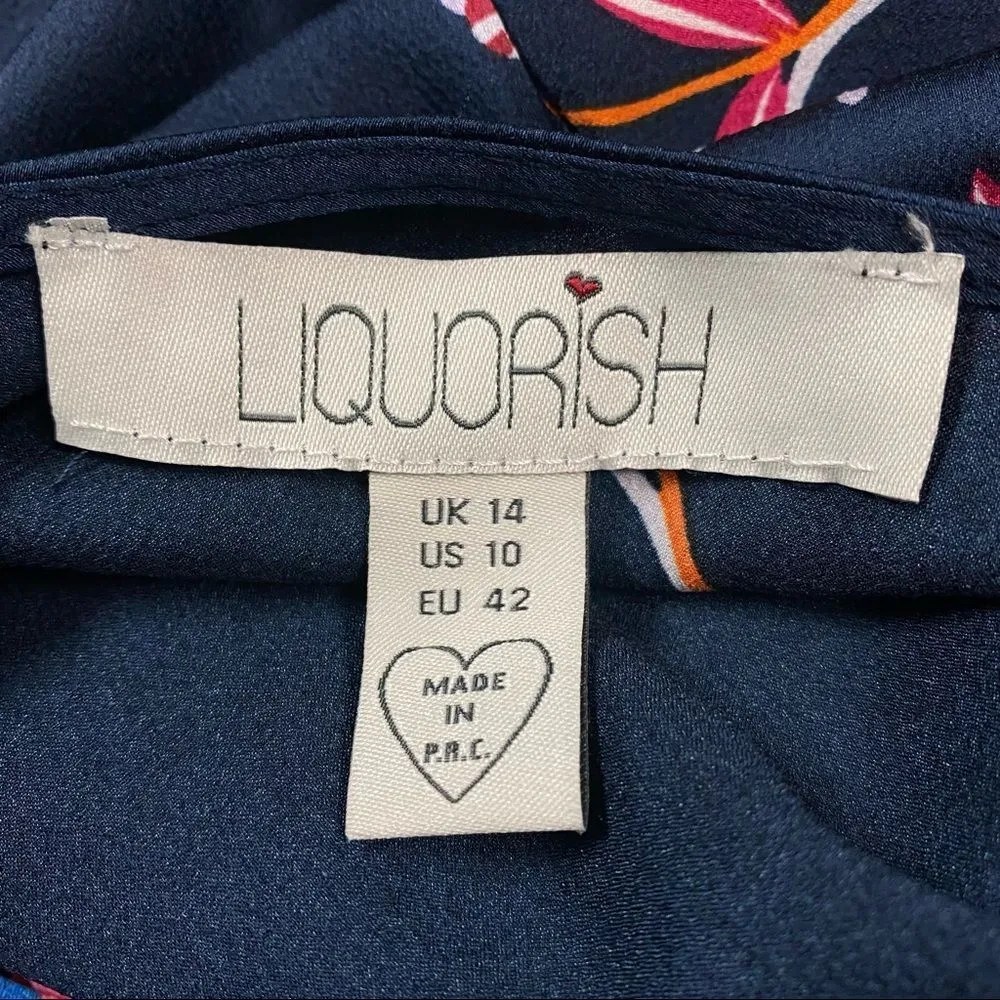 LIQUORiSH
UK 14
US 10
EU 42
MADE
IN
P.R.C.